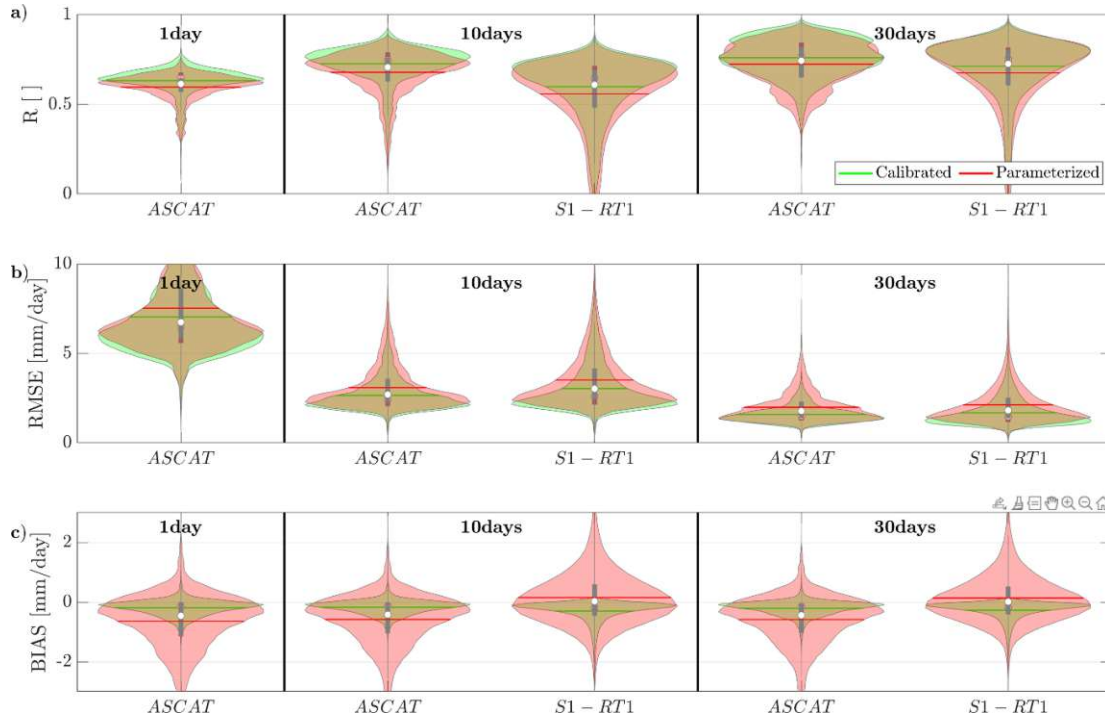 a)
1
1day
10days
30days
R [ ]
0.5
Calibrated
Parameterized
0
ASCAT
ASCAT
S1 − RT1
ASCAT
S1 − RT1
b)
10
1day
10days
30days
RMSE [mm/day]
5
0
ASCAT
ASCAT
S1 − RT1
ASCAT
S1 − RT1
c)
1day
10days
30days
2
BIAS [mm/day]
0
-2
ASCAT
ASCAT
S1 − RT1
ASCAT
S1 − RT1